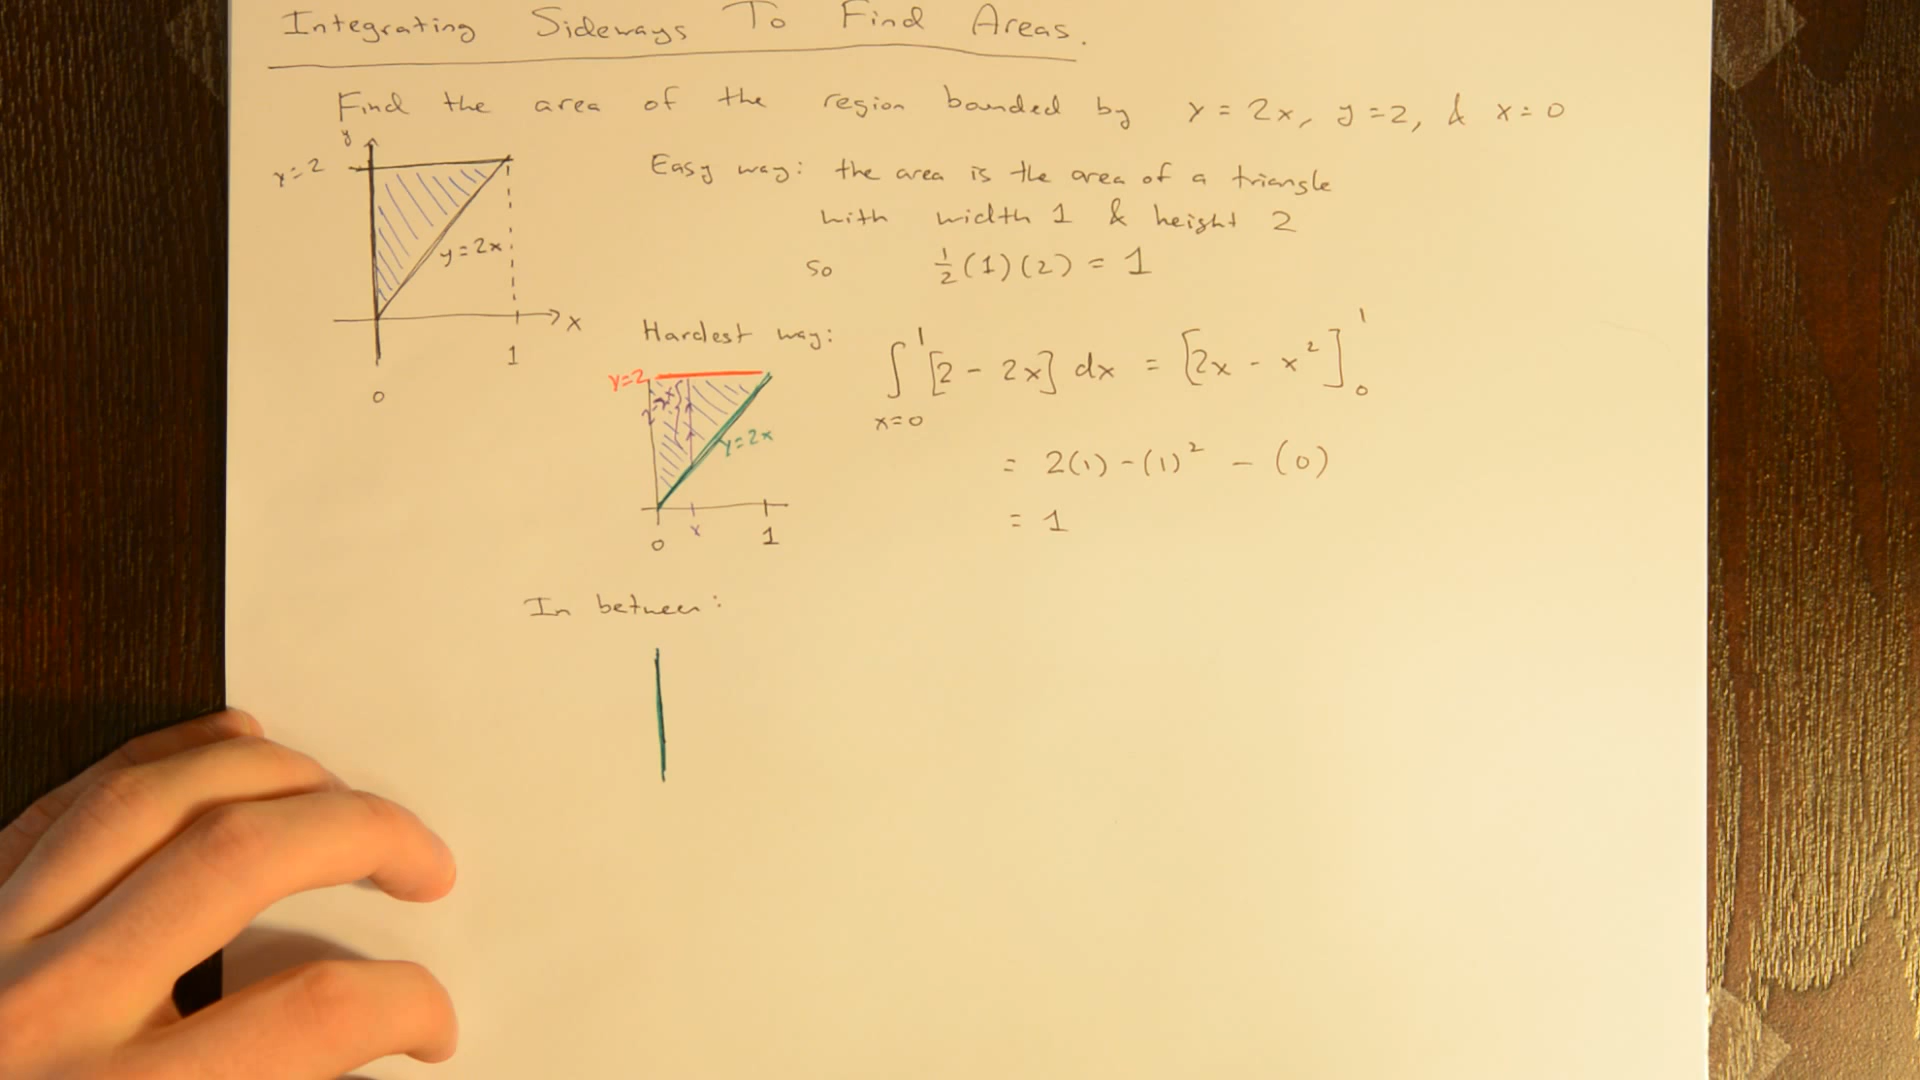 Integrating Sideways To Find Areas.
Find the area of the region bounded by y = 2x, y = 2, & x = 0
y
y = 2
y = 2x
x
0
1
Easy way: the area is the area of a triangle
with width 1 & height 2
so ½(1)(2) = 1
Hardest way: ∫_{x=0}^{1} [2 - 2x] dx = [2x - x²]_0^1
= 2(1) - (1)² - (0)
= 1
y = 2
2-2x
y = 2x
x
0
1
In between: